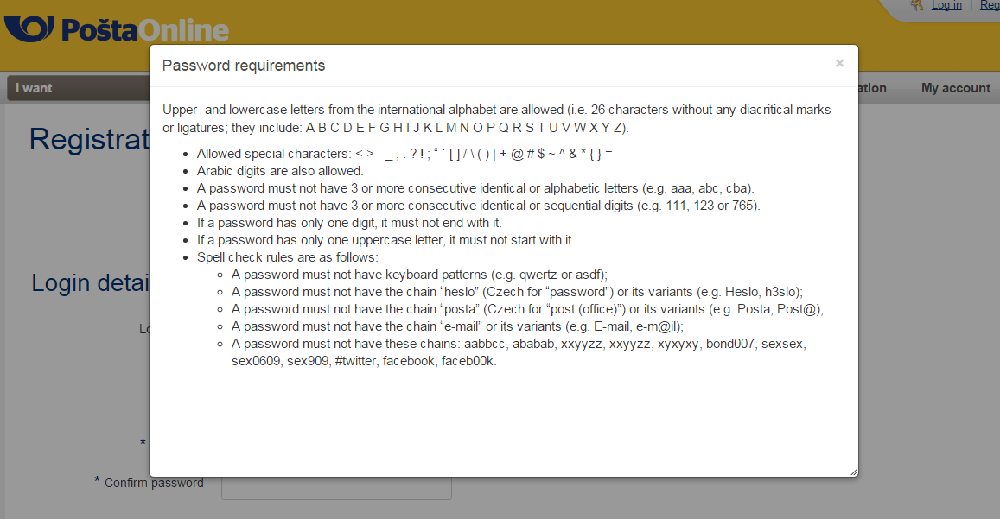 Log in | Reg
PoštaOnline
Password requirements ×
I want
ation My account
Upper- and lowercase letters from the international alphabet are allowed (i.e. 26 characters without any diacritical marks
or ligatures; they include: A B C D E F G H I J K L M N O P Q R S T U V W X Y Z).
Registrat
• Allowed special characters: < > - _ , . ? ! ; “ ` [ ] / \ ( ) | + @ # $ ~ ^ & * { } =
• Arabic digits are also allowed.
• A password must not have 3 or more consecutive identical or alphabetic letters (e.g. aaa, abc, cba).
• A password must not have 3 or more consecutive identical or sequential digits (e.g. 111, 123 or 765).
• If a password has only one digit, it must not end with it.
• If a password has only one uppercase letter, it must not start with it.
• Spell check rules are as follows:
◦ A password must not have keyboard patterns (e.g. qwertz or asdf);
Login detai
◦ A password must not have the chain “heslo” (Czech for “password”) or its variants (e.g. Heslo, h3slo);
◦ A password must not have the chain “posta” (Czech for “post (office)”) or its variants (e.g. Posta, Post@);
◦ A password must not have the chain “e-mail” or its variants (e.g. E-mail, e-m@il);
Lo
◦ A password must not have these chains: aabbcc, ababab, xxyyzz, xxyyzz, xyxyxy, bond007, sexsex,
sex0609, sex909, #twitter, facebook, faceb00k.
*
* Confirm password